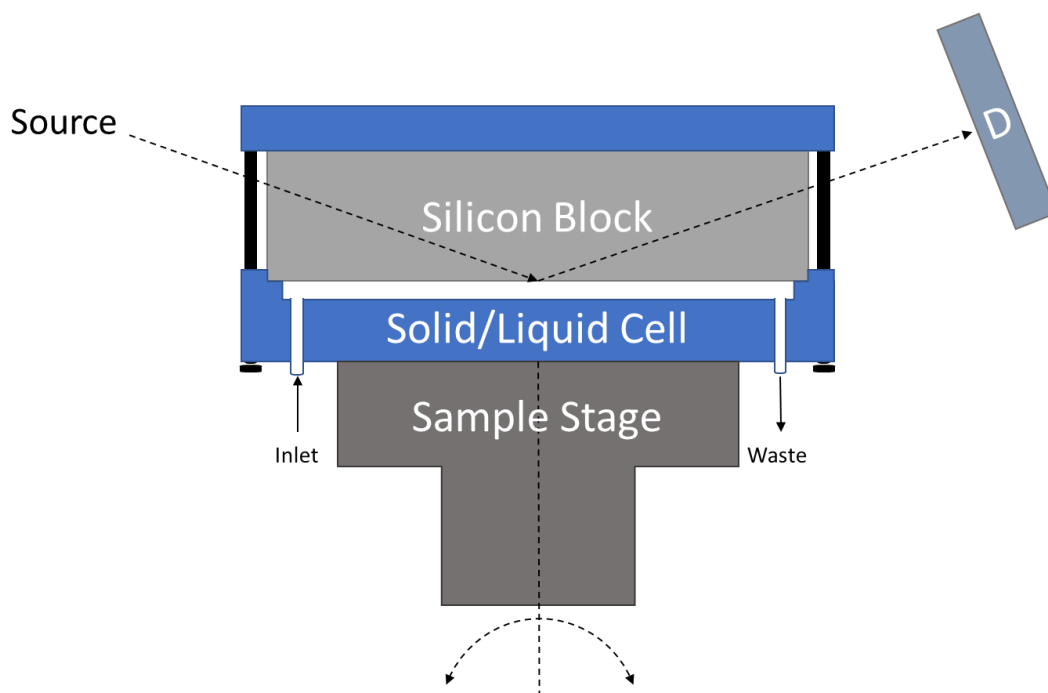 Source
D
Silicon Block
Solid/Liquid Cell
Sample Stage
Inlet
Waste